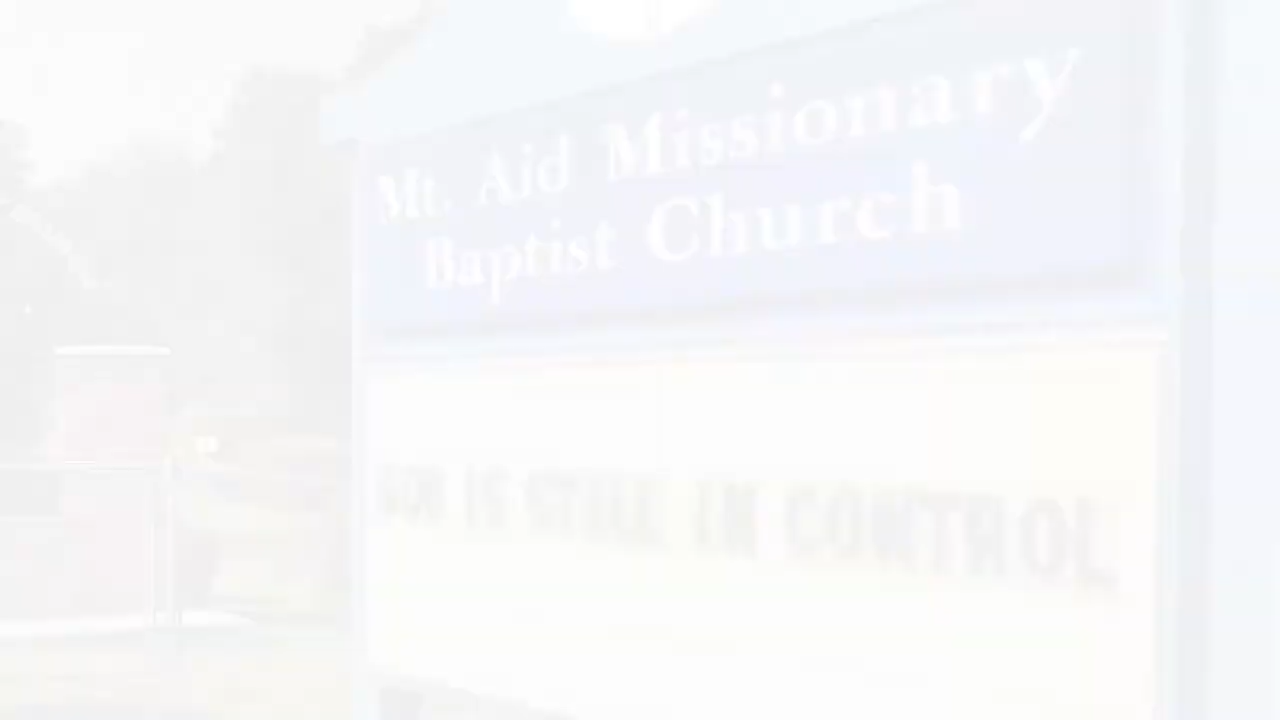 Mt. Aid Missionary
Baptist Church
IS STILL IN CONTROL